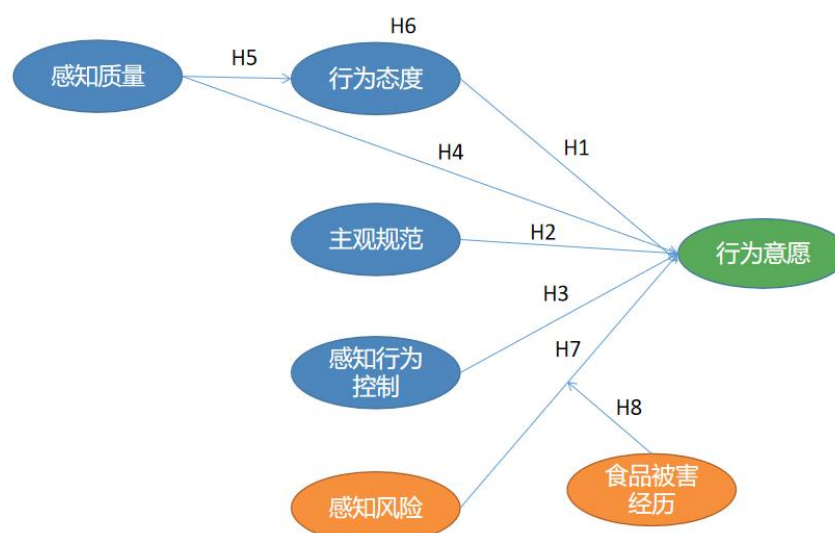 H6
感知质量
H5
行为态度
H4
H1
主观规范
H2
行为意愿
H3
感知行为
控制
H7
H8
感知风险
食品被害
经历